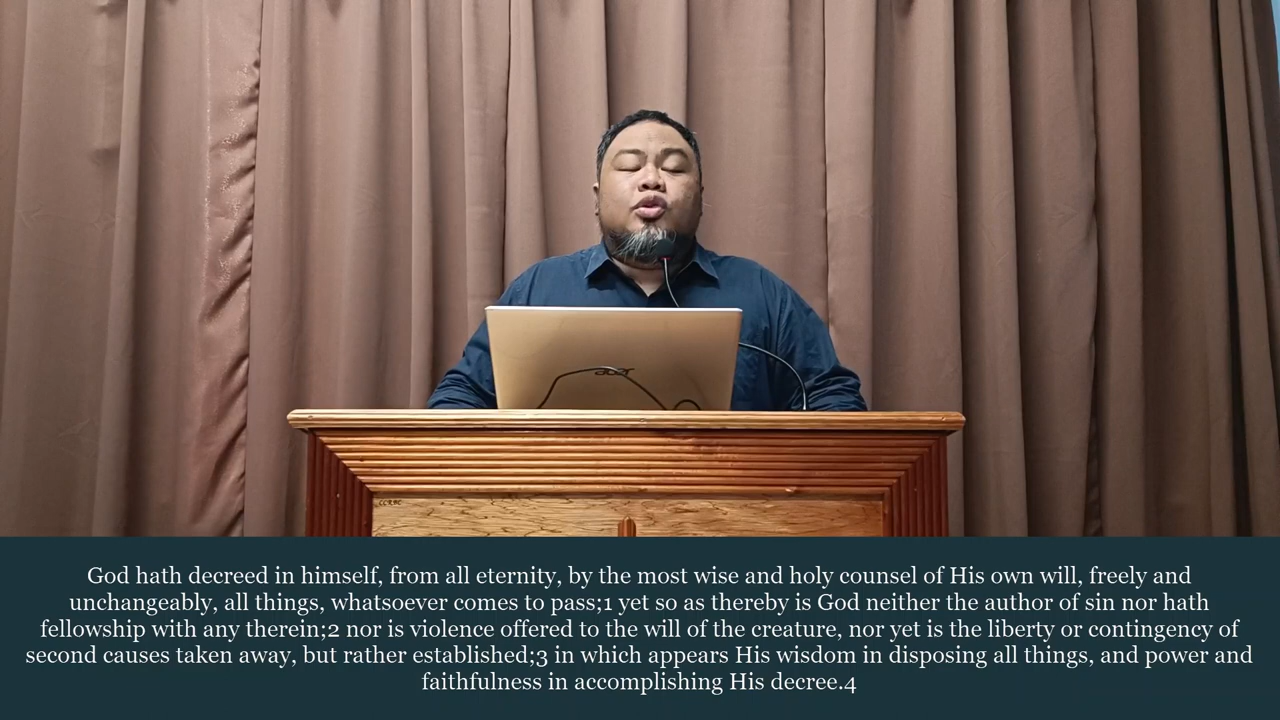 acer
CCRBC
God hath decreed in himself, from all eternity, by the most wise and holy counsel of His own will, freely and
unchangeably, all things, whatsoever comes to pass;1 yet so as thereby is God neither the author of sin nor hath
fellowship with any therein;2 nor is violence offered to the will of the creature, nor yet is the liberty or contingency of
second causes taken away, but rather established;3 in which appears His wisdom in disposing all things, and power and
faithfulness in accomplishing His decree.4